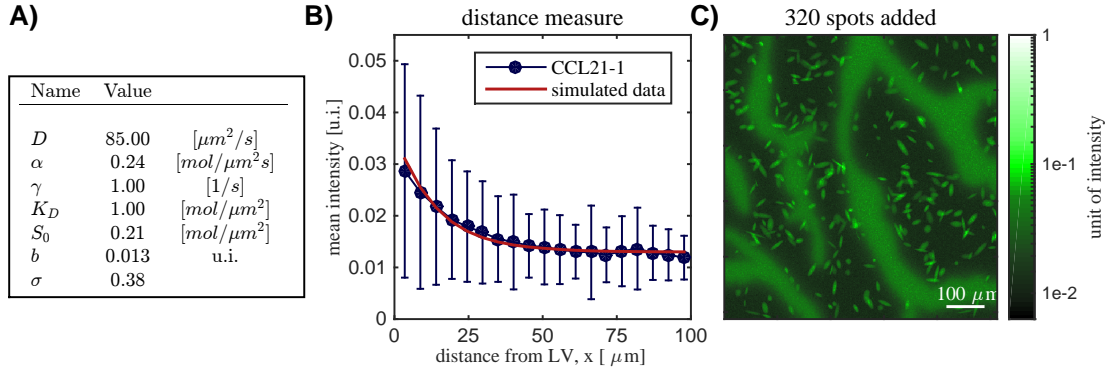 A)
Name Value
D 85.00 [μm²/s]
α 0.24 [mol/μm²s]
γ 1.00 [1/s]
K_D 1.00 [mol/μm²]
S_0 0.21 [mol/μm²]
b 0.013 u.i.
σ 0.38
B)
distance measure
CCL21-1
simulated data
mean intensity [u.i.]
0.05
0.04
0.03
0.02
0.01
0
0 25 50 75 100
distance from LV, x [ μm]
C)
320 spots added
100 μm
1
1e-1
1e-2
unit of intensity